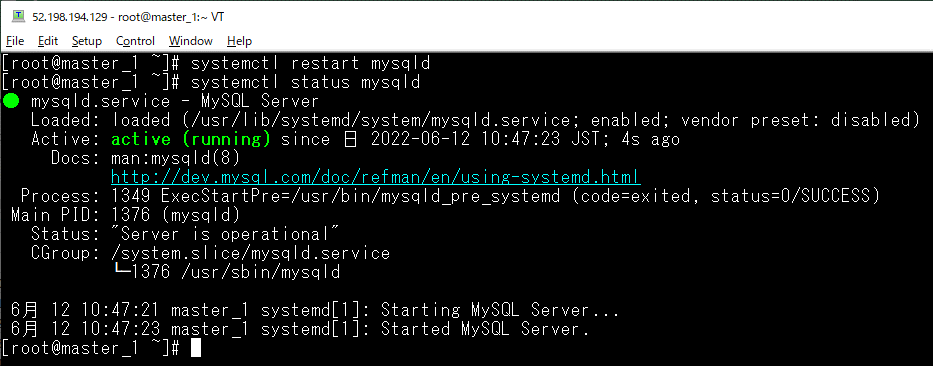 52.198.194.129 - root@master_1:~ VT
File Edit Setup Control Window Help
[root@master_1 ~]# systemctl restart mysqld
[root@master_1 ~]# systemctl status mysqld
● mysqld.service - MySQL Server
Loaded: loaded (/usr/lib/systemd/system/mysqld.service; enabled; vendor preset: disabled)
Active: active (running) since 日 2022-06-12 10:47:23 JST; 4s ago
Docs: man:mysqld(8)
http://dev.mysql.com/doc/refman/en/using-systemd.html
Process: 1349 ExecStartPre=/usr/bin/mysqld_pre_systemd (code=exited, status=0/SUCCESS)
Main PID: 1376 (mysqld)
Status: "Server is operational"
CGroup: /system.slice/mysqld.service
└─1376 /usr/sbin/mysqld
6月 12 10:47:21 master_1 systemd[1]: Starting MySQL Server...
6月 12 10:47:23 master_1 systemd[1]: Started MySQL Server.
[root@master_1 ~]#